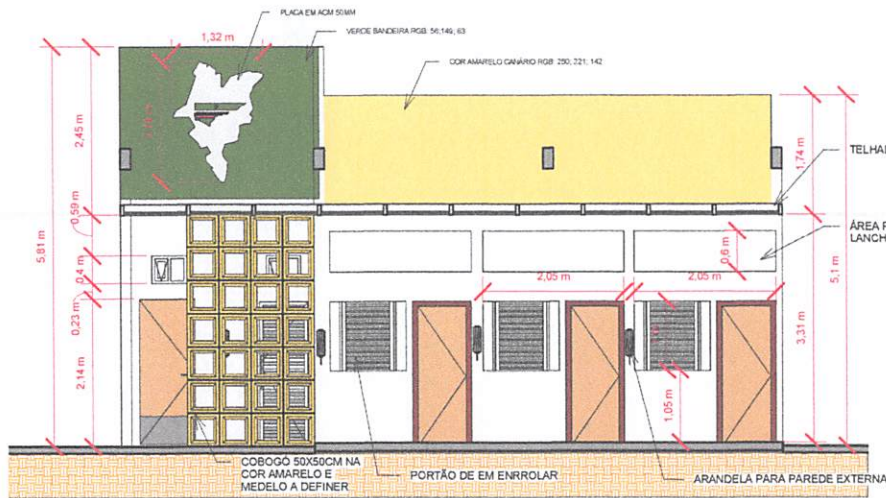 PLACA EM ACM 50MM
1,32 m
VERDE BANDEIRA RGB: 56;149; 63
COR AMARELO CANÁRIO RGB: 250; 221; 142
2,45 m
1,74 m
TELHA
0,59 m
ÁREA P
LANCH
0,6 m
5,81 m
0,4 m
2,05 m
2,05 m
5,1 m
0,23 m
3,31 m
2,14 m
1,05 m
COBOGÓ 50X50CM NA
COR AMARELO E
MEDELO A DEFINER
PORTÃO DE EM ENRROLAR
ARANDELA PARA PAREDE EXTERNA